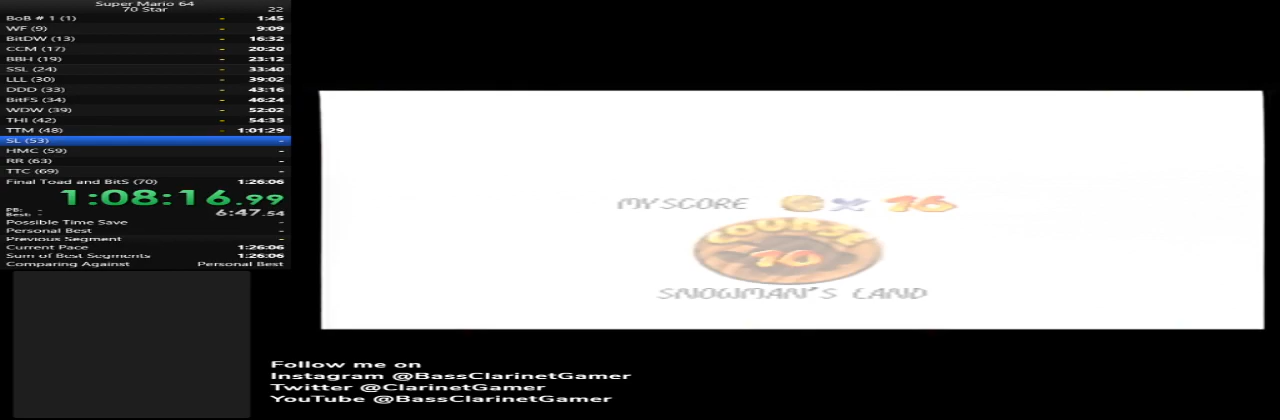 Super Mario 64
70 Star 22
BoB # 1 (1) - 1:45
WF (9) - 9:09
BitDW (13) - 16:32
CCM (17) - 20:20
BBH (19) - 23:12
SSL (24) - 33:40
LLL (30) - 39:02
DDD (33) - 43:16
BitFS (34) - 46:24
WDW (39) - 52:02
THI (42) - 54:35
TTM (48) - 1:01:29
SL (53) -
HMC (59) -
RR (63) -
TTC (69) -
Final Toad and BitS (70) 1:26:06
1:08:16.99
PB: -
Best: - 6:47.54
Possible Time Save -
Personal Best -
Previous Segment -
Current Pace 1:26:06
Sum of Best Segments 1:26:06
Comparing Against Personal Best
MY SCORE × 16
COURSE
10
SNOWMAN'S LAND
Follow me on
Instagram @BassClarinetGamer
Twitter @ClarinetGamer
YouTube @BassClarinetGamer